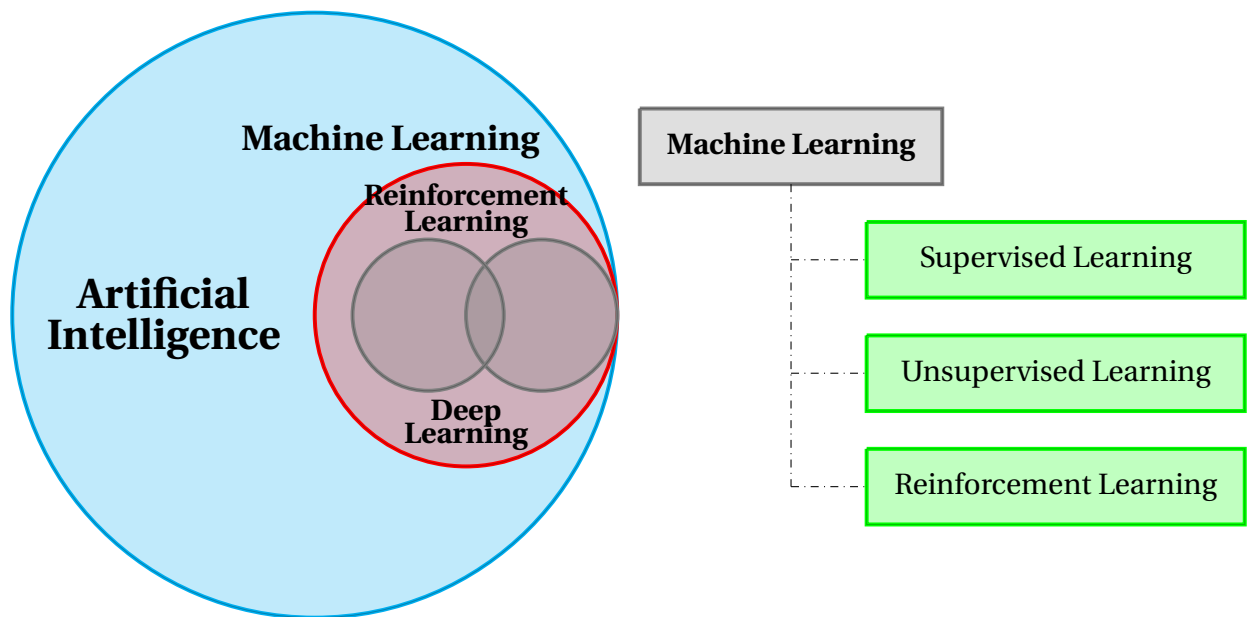 Machine Learning
Reinforcement
Learning
Artificial
Intelligence
Deep
Learning
Machine Learning
Supervised Learning
Unsupervised Learning
Reinforcement Learning